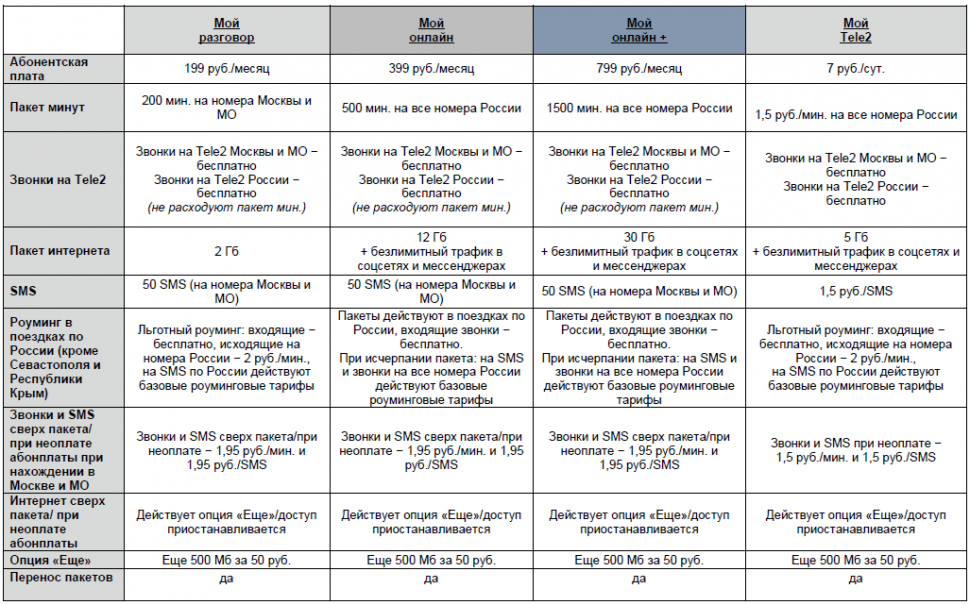 Мой
разговор
Мой
онлайн
Мой
онлайн +
Мой
Tele2
Абонентская
плата
199 руб./месяц
399 руб./месяц
799 руб./месяц
7 руб./сут.
Пакет минут
200 мин. на номера Москвы и
МО
500 мин. на все номера России
1500 мин. на все номера России
1,5 руб./мин. на все номера России
Звонки на Tele2
Звонки на Tele2 Москвы и МО −
бесплатно
Звонки на Tele2 России −
бесплатно
(не расходуют пакет мин.)
Звонки на Tele2 Москвы и МО −
бесплатно
Звонки на Tele2 России −
бесплатно
(не расходуют пакет мин.)
Звонки на Tele2 Москвы и МО −
бесплатно
Звонки на Tele2 России −
бесплатно
(не расходуют пакет мин.)
Звонки на Tele2 Москвы и МО −
бесплатно
Звонки на Tele2 России −
бесплатно
Пакет интернета
2 Гб
12 Гб
+ безлимитный трафик в
соцсетях и мессенджерах
30 Гб
+ безлимитный трафик в соцсетях
и мессенджерах
5 Гб
+ безлимитный трафик в соцсетях и
мессенджерах
SMS
50 SMS (на номера Москвы и
МО)
50 SMS (на номера Москвы и
МО)
50 SMS (на номера Москвы и МО)
1,5 руб./SMS
Роуминг в
поездках по
России (кроме
Севастополя и
Республики
Крым)
Льготный роуминг: входящие −
бесплатно, исходящие на
номера России − 2 руб./мин.,
на SMS по России действуют
базовые роуминговые тарифы
Пакеты действуют в поездках по
России, входящие звонки −
бесплатно.
При исчерпании пакета: на SMS
и звонки на все номера России
действуют базовые
роуминговые тарифы
Пакеты действуют в поездках по
России, входящие звонки −
бесплатно.
При исчерпании пакета: на SMS и
звонки на все номера России
действуют базовые роуминговые
тарифы
Льготный роуминг: входящие −
бесплатно, исходящие на номера
России − 2 руб./мин.,
на SMS по России действуют
базовые роуминговые тарифы
Звонки и SMS
сверх пакета/
при неоплате
абонплаты при
нахождении в
Москве и МО
Звонки и SMS сверх пакета/при
неоплате − 1,95 руб./мин. и
1,95 руб./SMS
Звонки и SMS сверх пакета/при
неоплате − 1,95 руб./мин. и 1,95
руб./SMS
Звонки и SMS сверх пакета/при
неоплате − 1,95 руб./мин. и
1,95 руб./SMS
Звонки и SMS при неоплате −
1,5 руб./мин. и 1,5 руб./SMS
Интернет сверх
пакета/ при
неоплате
абонплаты
Действует опция «Еще»/доступ
приостанавливается
Действует опция «Еще»/доступ
приостанавливается
Действует опция «Еще»/доступ
приостанавливается
Действует опция «Еще»/доступ
приостанавливается
Опция «Еще»
Еще 500 Мб за 50 руб.
Еще 500 Мб за 50 руб.
Еще 500 Мб за 50 руб.
Еще 500 Мб за 50 руб.
Перенос пакетов
да
да
да
да